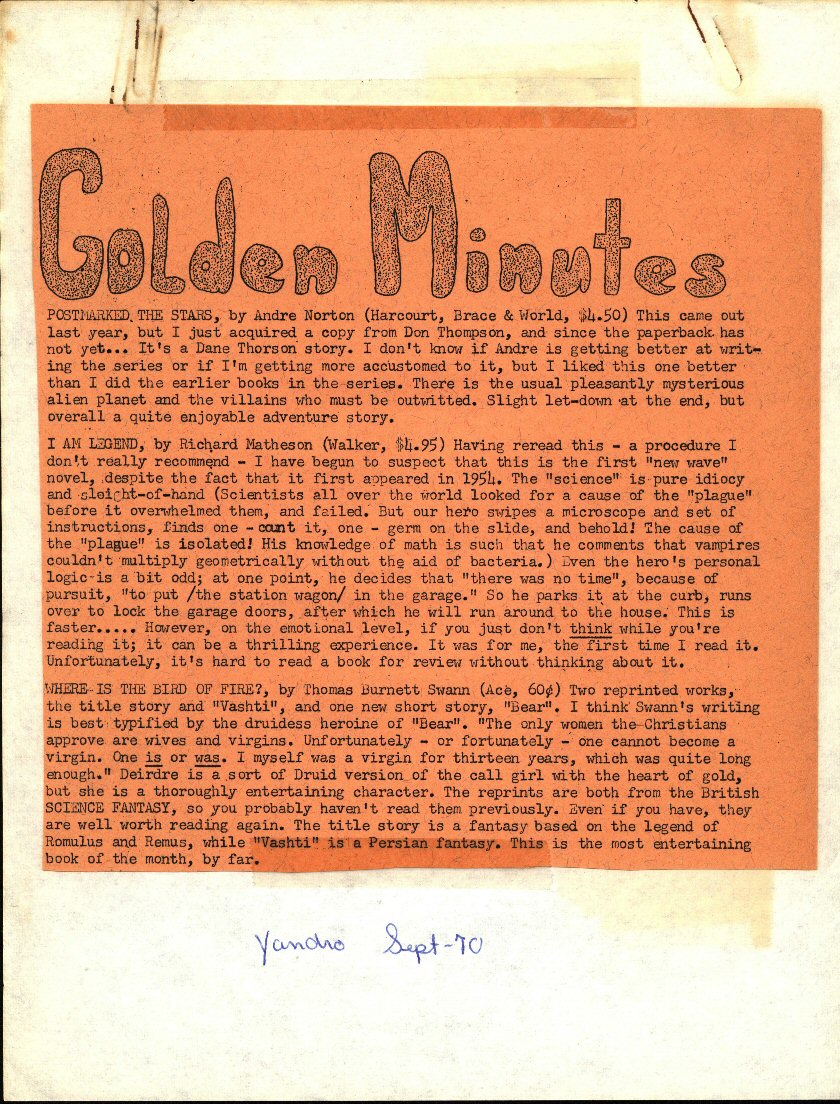 Golden Minutes
POSTMARKED THE STARS, by Andre Norton (Harcourt, Brace & World, $4.50) This came out
last year, but I just acquired a copy from Don Thompson, and since the paperback has
not yet... It's a Dane Thorson story. I don't know if Andre is getting better at writ-
ing the series or if I'm getting more accustomed to it, but I liked this one better
than I did the earlier books in the series. There is the usual pleasantly mysterious
alien planet and the villains who must be outwitted. Slight let-down at the end, but
overall a quite enjoyable adventure story.
I AM LEGEND, by Richard Matheson (Walker, $4.95) Having reread this - a procedure I
don't really recommend - I have begun to suspect that this is the first "new wave"
novel, despite the fact that it first appeared in 1954. The "science" is pure idiocy
and sleight-of-hand (Scientists all over the world looked for a cause of the "plague"
before it overwhelmed them, and failed. But our hero swipes a microscope and set of
instructions, finds one - count it, one - germ on the slide, and behold! The cause of
the "plague" is isolated! His knowledge of math is such that he comments that vampires
couldn't multiply geometrically without the aid of bacteria.) Even the hero's personal
logic is a bit odd; at one point, he decides that "there was no time", because of
pursuit, "to put /the station wagon/ in the garage." So he parks it at the curb, runs
over to lock the garage doors, after which he will run around to the house. This is
faster..... However, on the emotional level, if you just don't think while you're
reading it; it can be a thrilling experience. It was for me, the first time I read it.
Unfortunately, it's hard to read a book for review without thinking about it.
WHERE IS THE BIRD OF FIRE?, by Thomas Burnett Swann (Ace, 60¢) Two reprinted works,
the title story and "Vashti", and one new short story, "Bear". I think Swann's writing
is best typified by the druidess heroine of "Bear". "The only women the Christians
approve are wives and virgins. Unfortunately - or fortunately - one cannot become a
virgin. One is or was. I myself was a virgin for thirteen years, which was quite long
enough." Deirdre is a sort of Druid version of the call girl with the heart of gold,
but she is a thoroughly entertaining character. The reprints are both from the British
SCIENCE FANTASY, so you probably haven't read them previously. Even if you have, they
are well worth reading again. The title story is a fantasy based on the legend of
Romulus and Remus, while "Vashti" is a Persian fantasy. This is the most entertaining
book of the month, by far.
Yandro Sept-70